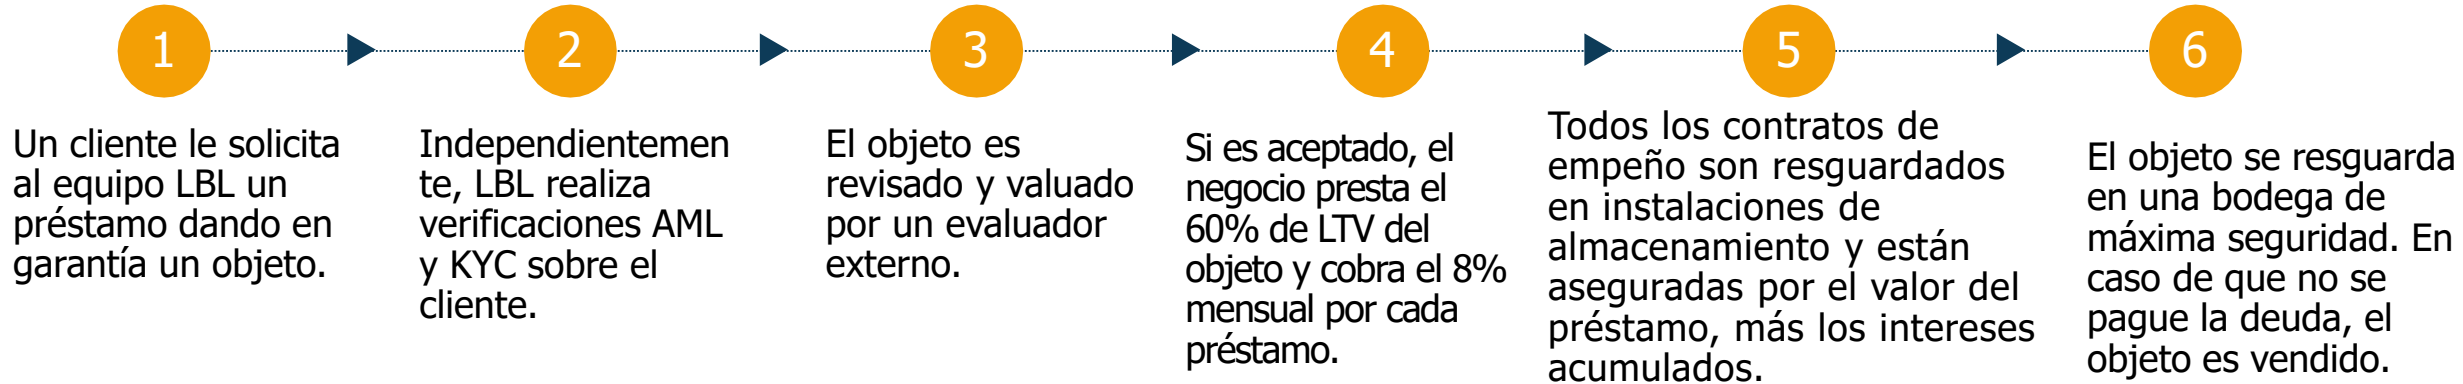 1
Un cliente le solicita
al equipo LBL un
préstamo dando en
garantía un objeto.
2
Independientemen
te, LBL realiza
verificaciones AML
y KYC sobre el
cliente.
3
El objeto es
revisado y valuado
por un evaluador
externo.
4
Si es aceptado, el
negocio presta el
60% de LTV del
objeto y cobra el 8%
mensual por cada
préstamo.
5
Todos los contratos de
empeño son resguardados
en instalaciones de
almacenamiento y están
aseguradas por el valor del
préstamo, más los intereses
acumulados.
6
El objeto se resguarda
en una bodega de
máxima seguridad. En
caso de que no se
pague la deuda, el
objeto es vendido.